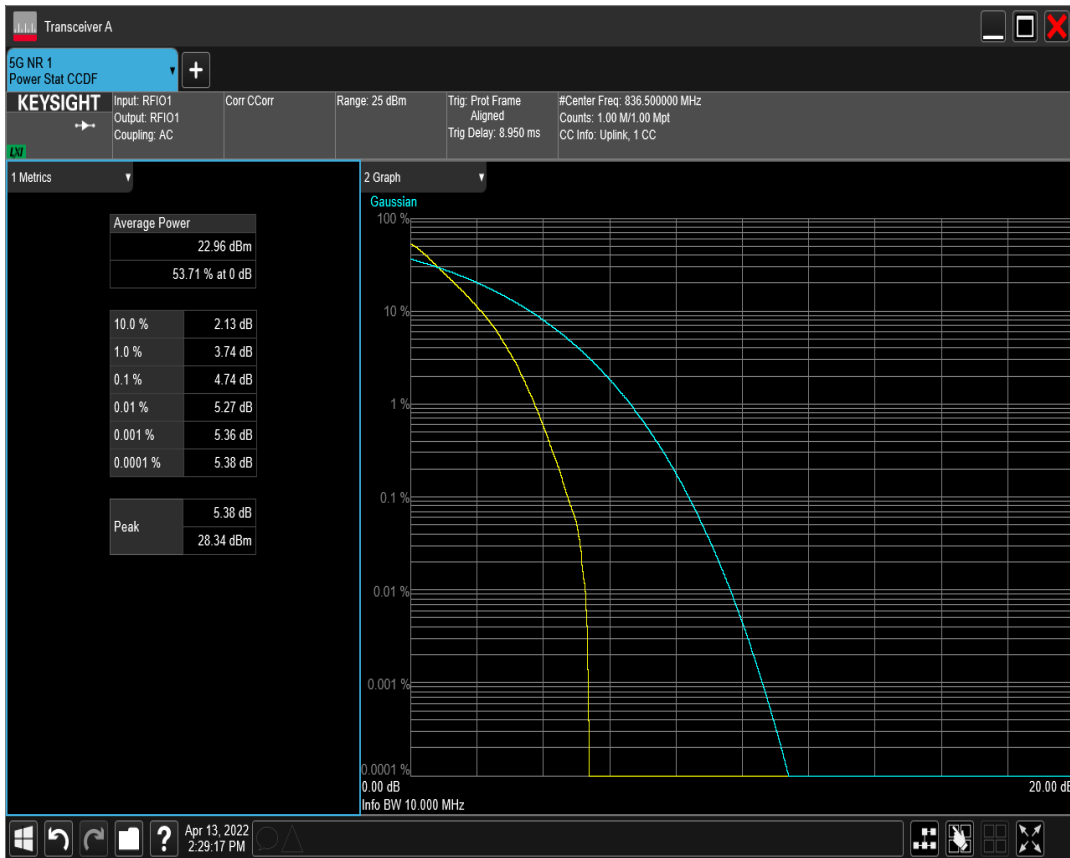 Transceiver A
5G NR 1
Power Stat CCDF
+
KEYSIGHT
LXI
Input: RFIO1
Output: RFIO1
Coupling: AC
Corr CCorr
Range: 25 dBm
Trig: Prot Frame
Aligned
Trig Delay: 8.950 ms
#Center Freq: 836.500000 MHz
Counts: 1.00 M/1.00 Mpt
CC Info: Uplink, 1 CC
1 Metrics
Average Power
22.96 dBm
53.71 % at 0 dB
10.0 % 2.13 dB
1.0 % 3.74 dB
0.1 % 4.74 dB
0.01 % 5.27 dB
0.001 % 5.36 dB
0.0001 % 5.38 dB
Peak
5.38 dB
28.34 dBm
2 Graph
Gaussian
100 %
10 %
1 %
0.1 %
0.01 %
0.001 %
0.0001 %
0.00 dB
20.00 dB
Info BW 10.000 MHz
?
Apr 13, 2022
2:29:17 PM